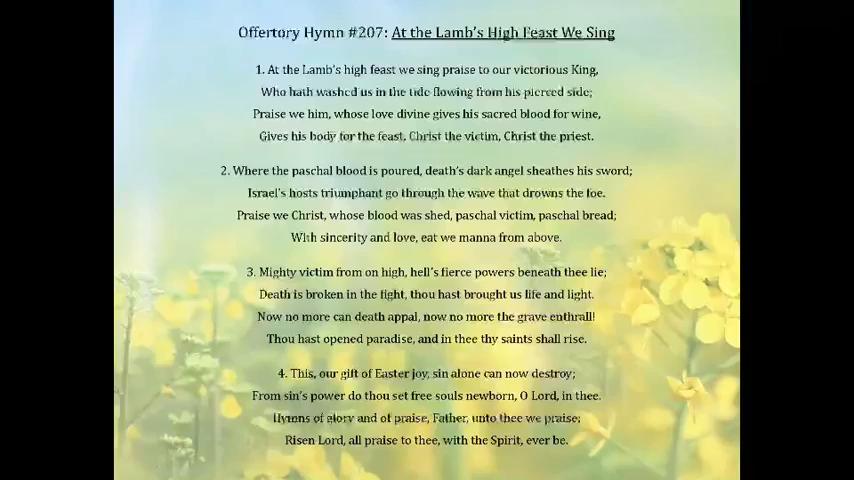 Offertory Hymn #207: At the Lamb's High Feast We Sing
1. At the Lamb's high feast we sing praise to our victorious King,
Who hath washed us in the tide flowing from his pierced side;
Praise we him, whose love divine gives his sacred blood for wine,
Gives his body for the feast, Christ the victim, Christ the priest.
2. Where the paschal blood is poured, death's dark angel sheathes his sword;
Israel's hosts triumphant go through the wave that drowns the foe.
Praise we Christ, whose blood was shed, paschal victim, paschal bread;
With sincerity and love, eat we manna from above.
3. Mighty victim from on high, hell's fierce powers beneath thee lie;
Death is broken in the fight, thou hast brought us life and light.
Now no more can death appal, now no more the grave enthrall!
Thou hast opened paradise, and in thee thy saints shall rise.
4. This, our gift of Easter joy, sin alone can now destroy;
From sin's power do thou set free souls newborn, O Lord, in thee.
Hymns of glory and of praise, Father, unto thee we praise;
Risen Lord, all praise to thee, with the Spirit, ever be.